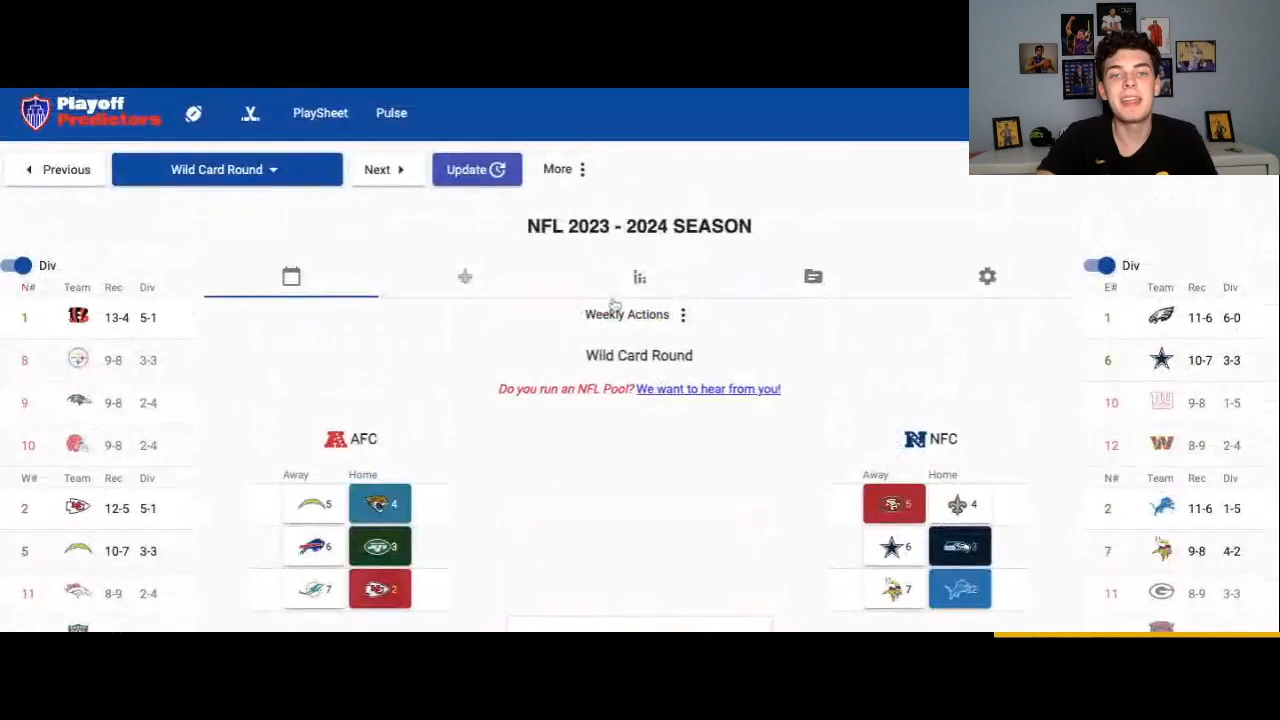 Playoff
Predictors
PlaySheet
Pulse
Previous
Wild Card Round
Next
Update
More
NFL 2023 - 2024 SEASON
Div
N# Team Rec Div
1 13-4 5-1
8 9-8 3-3
9 9-8 2-4
10 9-8 2-4
W# Team Rec Div
2 12-5 5-1
5 10-7 3-3
11 8-9 2-4
Weekly Actions
Wild Card Round
Do you run an NFL Pool? We want to hear from you!
AFC
Away Home
5 4
6 3
7 2
NFC
Away Home
5 4
6 3
7 2
Div
E# Team Rec Div
1 11-6 6-0
6 10-7 3-3
10 9-8 1-5
12 8-9 2-4
N# Team Rec Div
2 11-6 1-5
7 9-8 4-2
11 8-9 3-3